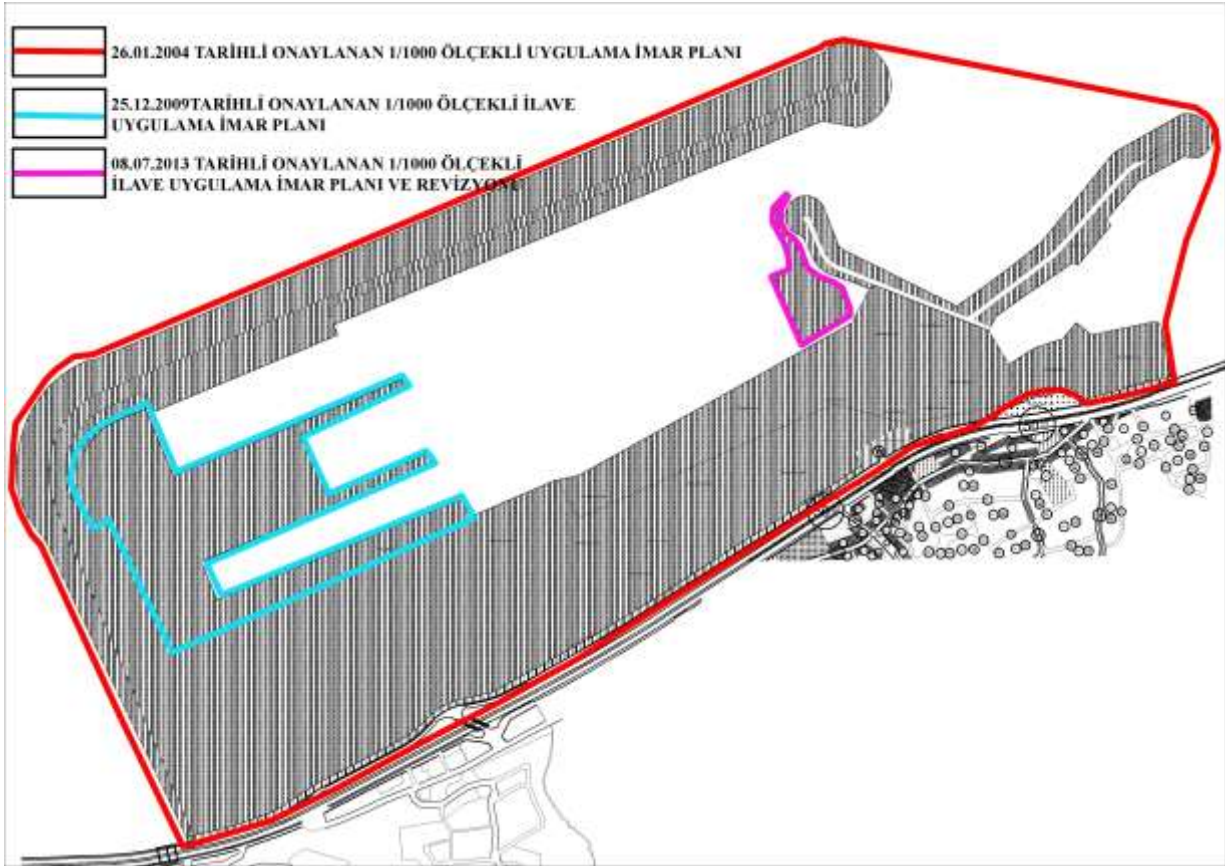 26.01.2004 TARİHLİ ONAYLANAN 1/1000 ÖLÇEKLİ UYGULAMA İMAR PLANI
25.12.2009TARİHLİ ONAYLANAN 1/1000 ÖLÇEKLİ İLAVE
UYGULAMA İMAR PLANI
08.07.2013 TARİHLİ ONAYLANAN 1/1000 ÖLÇEKLİ
İLAVE UYGULAMA İMAR PLANI VE REVİZYONU